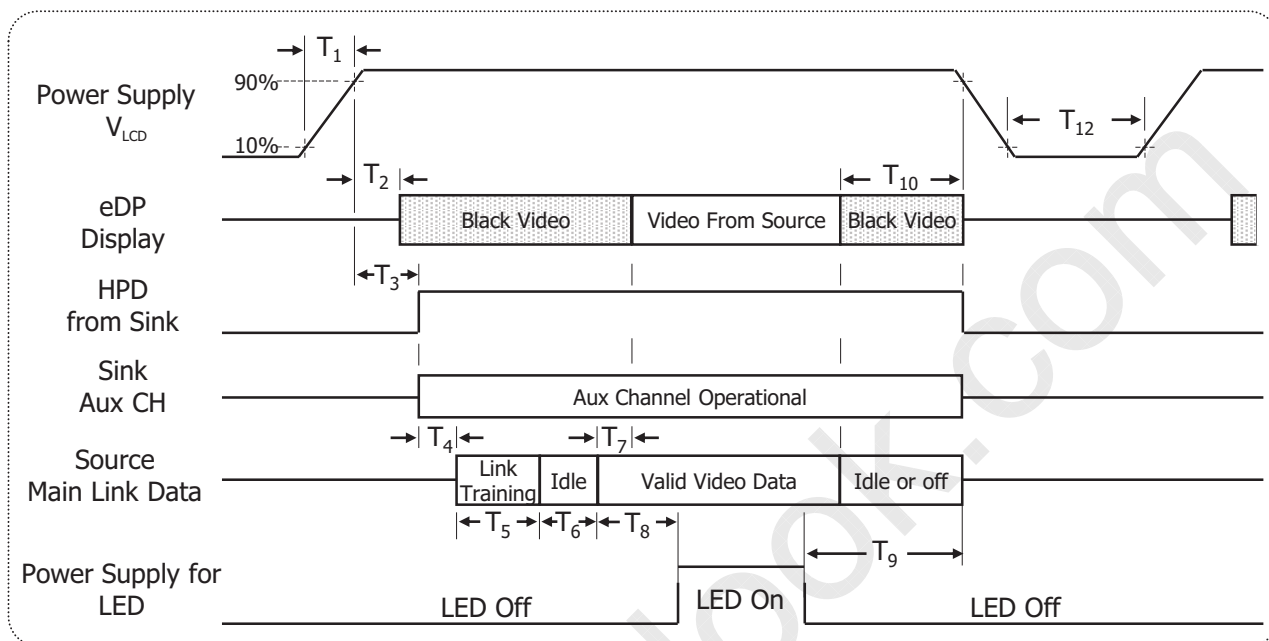 T1
90%
Power Supply
VLCD
10%
T12
T2
T10
eDP
Display
Black Video
Video From Source
Black Video
T3
HPD
from Sink
Sink
Aux CH
Aux Channel Operational
T4
T7
Source
Main Link Data
Link
Training
Idle
Valid Video Data
Idle or off
T5
T6
T8
T9
Power Supply for
LED
LED Off
LED On
LED Off
look.com